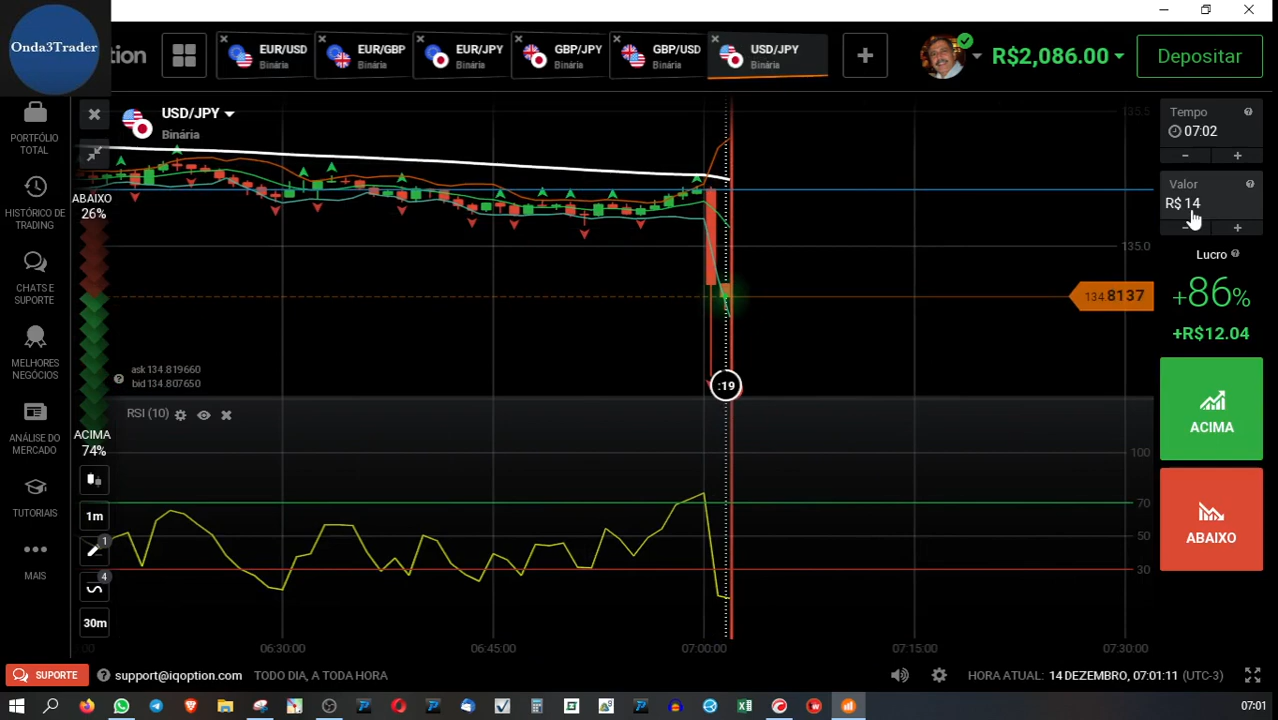 Onda3Trader
tion
EUR/USD
Binária
EUR/GBP
Binária
EUR/JPY
Binária
GBP/JPY
Binária
GBP/USD
Binária
USD/JPY
Binária
R$2,086.00
Depositar
PORTFÓLIO
TOTAL
HISTÓRICO DE
TRADING
CHATS E
SUPORTE
MELHORES
NEGÓCIOS
ANÁLISE DO
MERCADO
TUTORIAIS
MAIS
USD/JPY
Binária
ABAIXO
26%
ACIMA
74%
1m
1
4
30m
135.5
135.0
134.8137
ask 134.819660
bid 134.807650
:19
RSI (10)
100
70
50
30
06:30:00
06:45:00
07:00:00
07:15:00
07:30:00
Tempo
07:02
Valor
R$ 14
Lucro
+86%
+R$12.04
ACIMA
ABAIXO
SUPORTE
support@iqoption.com
TODO DIA, A TODA HORA
HORA ATUAL: 14 DEZEMBRO, 07:01:11 (UTC-3)
07:01